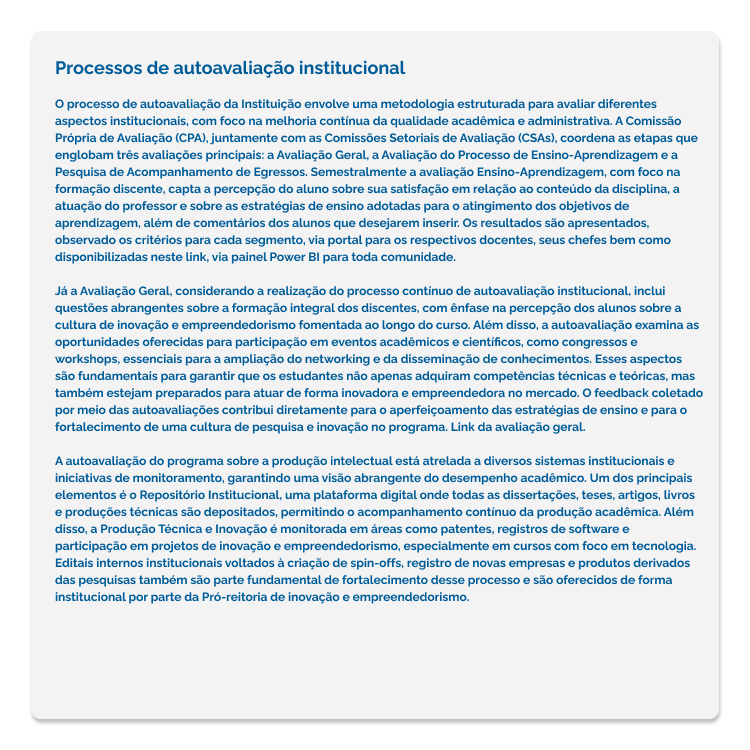 Processos de autoavaliação institucional
O processo de autoavaliação da Instituição envolve uma metodologia estruturada para avaliar diferentes
aspectos institucionais, com foco na melhoria contínua da qualidade acadêmica e administrativa. A Comissão
Própria de Avaliação (CPA), juntamente com as Comissões Setoriais de Avaliação (CSAs), coordena as etapas que
englobam três avaliações principais: a Avaliação Geral, a Avaliação do Processo de Ensino-Aprendizagem e a
Pesquisa de Acompanhamento de Egressos. Semestralmente a avaliação Ensino-Aprendizagem, com foco na
formação discente, capta a percepção do aluno sobre sua satisfação em relação ao conteúdo da disciplina, a
atuação do professor e sobre as estratégias de ensino adotadas para o atingimento dos objetivos de
aprendizagem, além de comentários dos alunos que desejarem inserir. Os resultados são apresentados,
observado os critérios para cada segmento, via portal para os respectivos docentes, seus chefes bem como
disponibilizadas neste link, via painel Power BI para toda comunidade.
Já a Avaliação Geral, considerando a realização do processo contínuo de autoavaliação institucional, inclui
questões abrangentes sobre a formação integral dos discentes, com ênfase na percepção dos alunos sobre a
cultura de inovação e empreendedorismo fomentada ao longo do curso. Além disso, a autoavaliação examina as
oportunidades oferecidas para participação em eventos acadêmicos e científicos, como congressos e
workshops, essenciais para a ampliação do networking e da disseminação de conhecimentos. Esses aspectos
são fundamentais para garantir que os estudantes não apenas adquiram competências técnicas e teóricas, mas
também estejam preparados para atuar de forma inovadora e empreendedora no mercado. O feedback coletado
por meio das autoavaliações contribui diretamente para o aperfeiçoamento das estratégias de ensino e para o
fortalecimento de uma cultura de pesquisa e inovação no programa. Link da avaliação geral.
A autoavaliação do programa sobre a produção intelectual está atrelada a diversos sistemas institucionais e
iniciativas de monitoramento, garantindo uma visão abrangente do desempenho acadêmico. Um dos principais
elementos é o Repositório Institucional, uma plataforma digital onde todas as dissertações, teses, artigos, livros
e produções técnicas são depositados, permitindo o acompanhamento contínuo da produção acadêmica. Além
disso, a Produção Técnica e Inovação é monitorada em áreas como patentes, registros de software e
participação em projetos de inovação e empreendedorismo, especialmente em cursos com foco em tecnologia.
Editais internos institucionais voltados à criação de spin-offs, registro de novas empresas e produtos derivados
das pesquisas também são parte fundamental de fortalecimento desse processo e são oferecidos de forma
institucional por parte da Pró-reitoria de inovação e empreendedorismo.